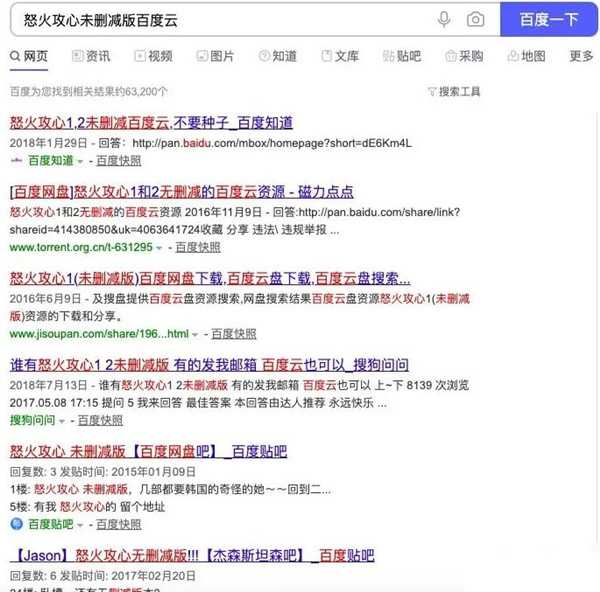 怒火攻心未删减版百度云
百度一下
网页 资讯 视频 图片 知道 文库 贴吧 采购 地图 更多
百度为您找到相关结果约63,200个 搜索工具
怒火攻心1,2未删减百度云,不要种子_百度知道
2018年1月29日 - 回答：http://pan.baidu.com/mbox/homepage?short=dE6Km4L
百度知道 - 百度快照
[百度网盘]怒火攻心1和2无删减的百度云资源 - 磁力点点
怒火攻心1和2无删减的百度云资源 2016年11月9日 - 回答:http://pan.baidu.com/share/link?
shareid=414380850&uk=4063641724收藏 分享 违法\ 违规举报 ...
www.torrent.org.cn/t-631295 - 百度快照
怒火攻心1(未删减版)百度网盘下载,百度云盘下载,百度云盘搜索...
2016年6月9日 - 及搜盘提供百度云盘资源搜索,网盘搜索结果百度云盘资源怒火攻心1(未删减
版)资源的下载和分享。
www.jisoupan.com/share/196...html - 百度快照
谁有怒火攻心1 2未删减版 有的发我邮箱 百度云也可以_搜狗问问
2018年7月13日 - 谁有怒火攻心1 2未删减版 有的发我邮箱 百度云也可以 上~下 8139 次浏览
2017.05.08 17:15 提问 5 我来回答 最佳答案 本回答由达人推荐 永远快乐 ...
搜狗问问 - 百度快照
怒火攻心 未删减版【百度网盘吧】_百度贴吧
回复数: 3 发贴时间: 2015年01月09日
1楼: 怒火攻心 未删减版，几部都要韩国的奇怪的她～～回到二...
5楼: 有我 怒火攻心的 留个地址
百度贴吧 - 百度快照
【Jason】怒火攻心无删减版!!!【杰森斯坦森吧】_百度贴吧
回复数: 6 发贴时间: 2017年02月20日